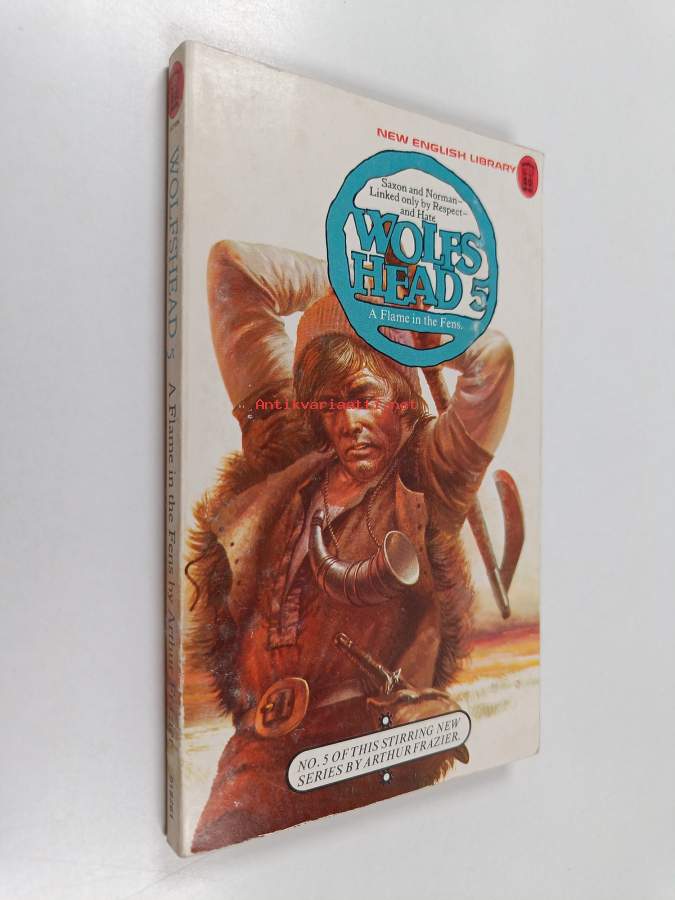 NEW ENGLISH LIBRARY
Saxon and Norman–
Linked only by Respect–
and Hate
WOLFS
HEAD 5
A Flame in the Fens.
Antikvariaatti.net
NO. 5 OF THIS STIRRING NEW
SERIES BY ARTHUR FRAZIER.
WOLFSHEAD 5 A Flame in the Fens by Arthur